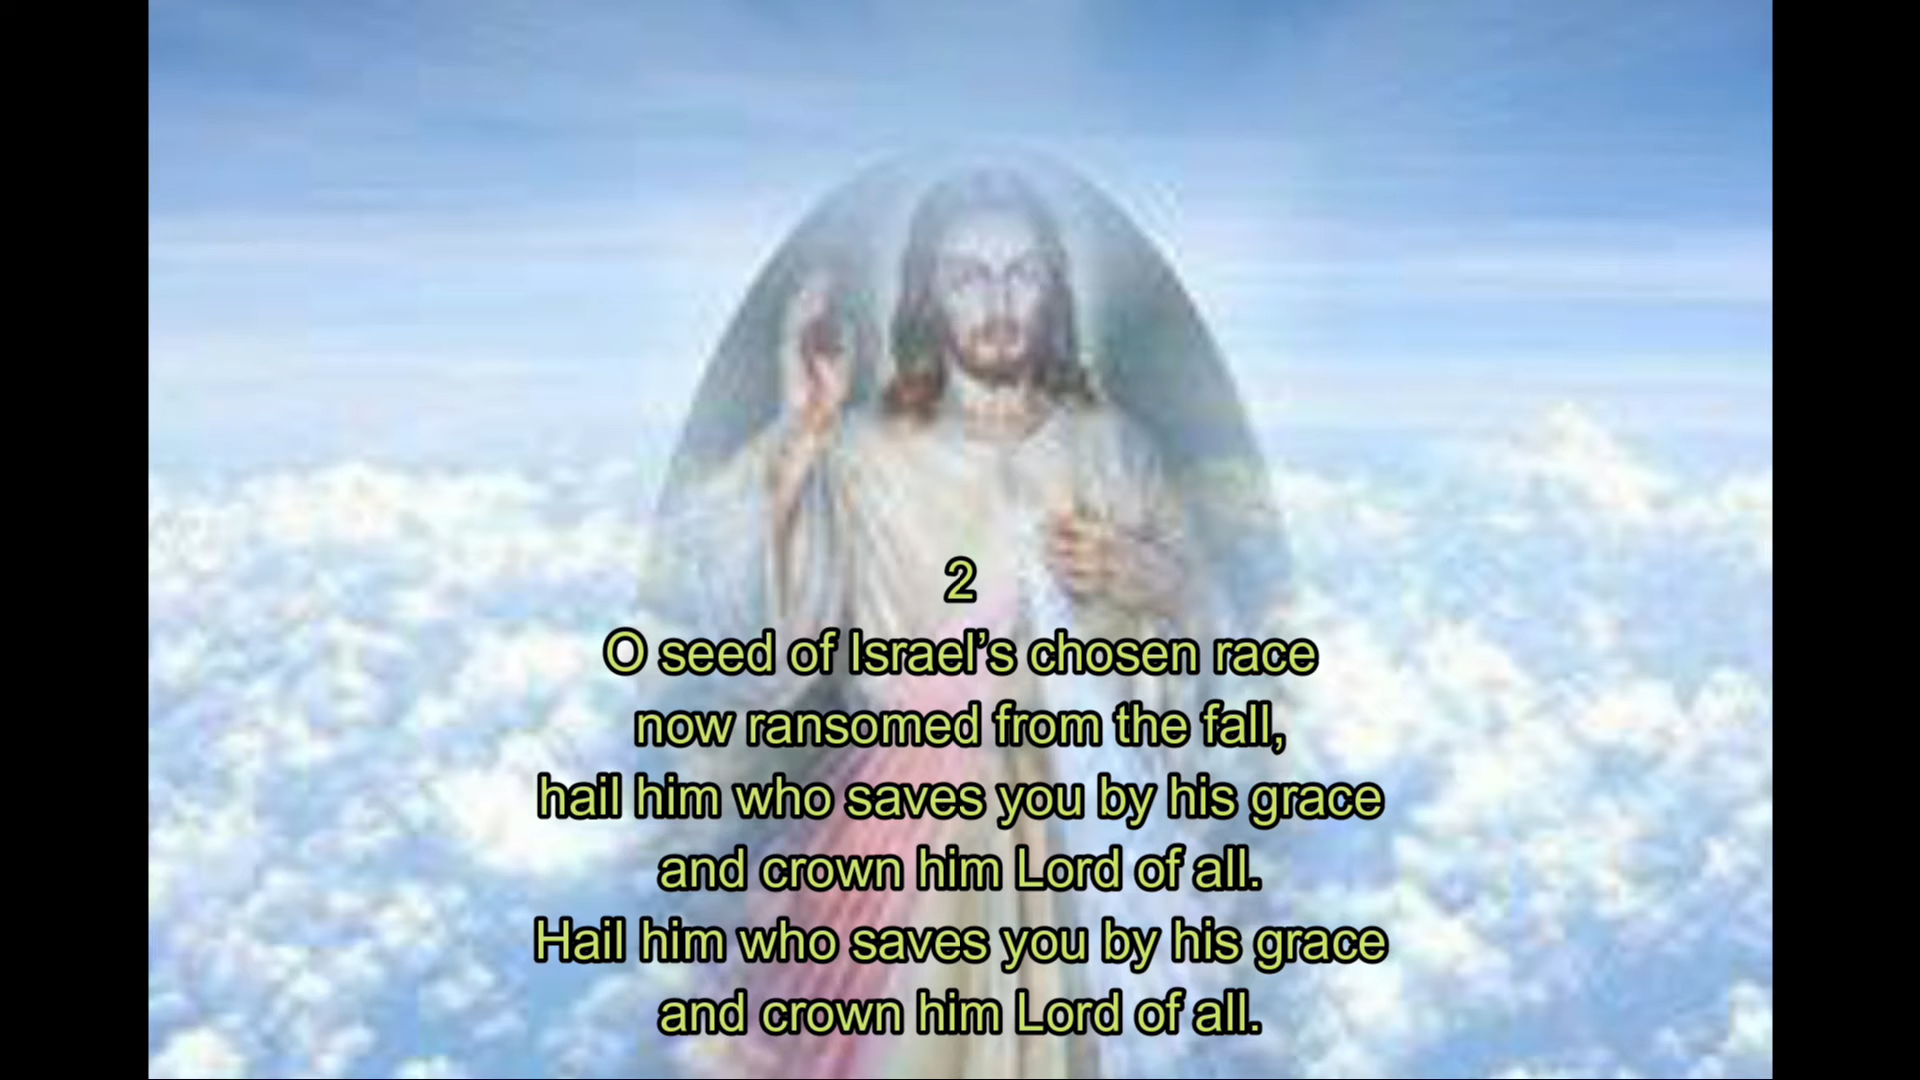 2
O seed of Israel’s chosen race
now ransomed from the fall,
hail him who saves you by his grace
and crown him Lord of all.
Hail him who saves you by his grace
and crown him Lord of all.